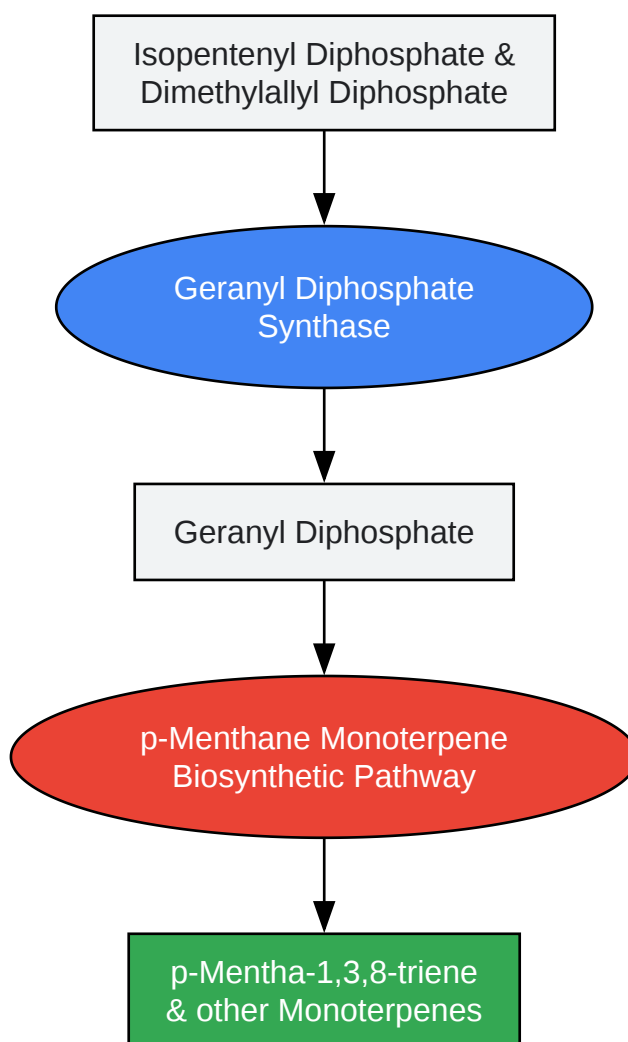 Isopentenyl Diphosphate &
Dimethylallyl Diphosphate
Geranyl Diphosphate
Synthase
Geranyl Diphosphate
p-Menthane Monoterpene
Biosynthetic Pathway
p-Mentha-1,3,8-triene
& other Monoterpenes